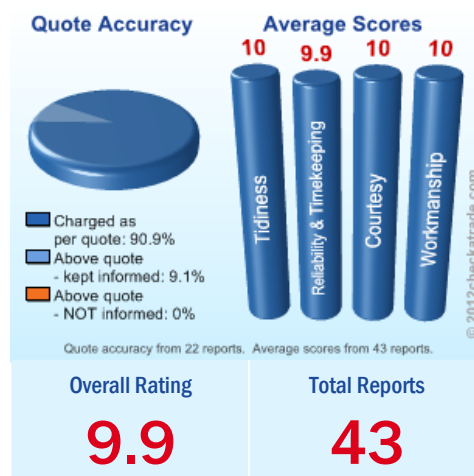 Quote Accuracy
Average Scores
10
9.9
10
10
Tidiness
Reliability & Timekeeping
Courtesy
Workmanship
Charged as
per quote: 90.9%
Above quote
- kept informed: 9.1%
Above quote
- NOT informed: 0%
© 2012checkatrade.com
Quote accuracy from 22 reports. Average scores from 43 reports.
Overall Rating
Total Reports
9.9
43